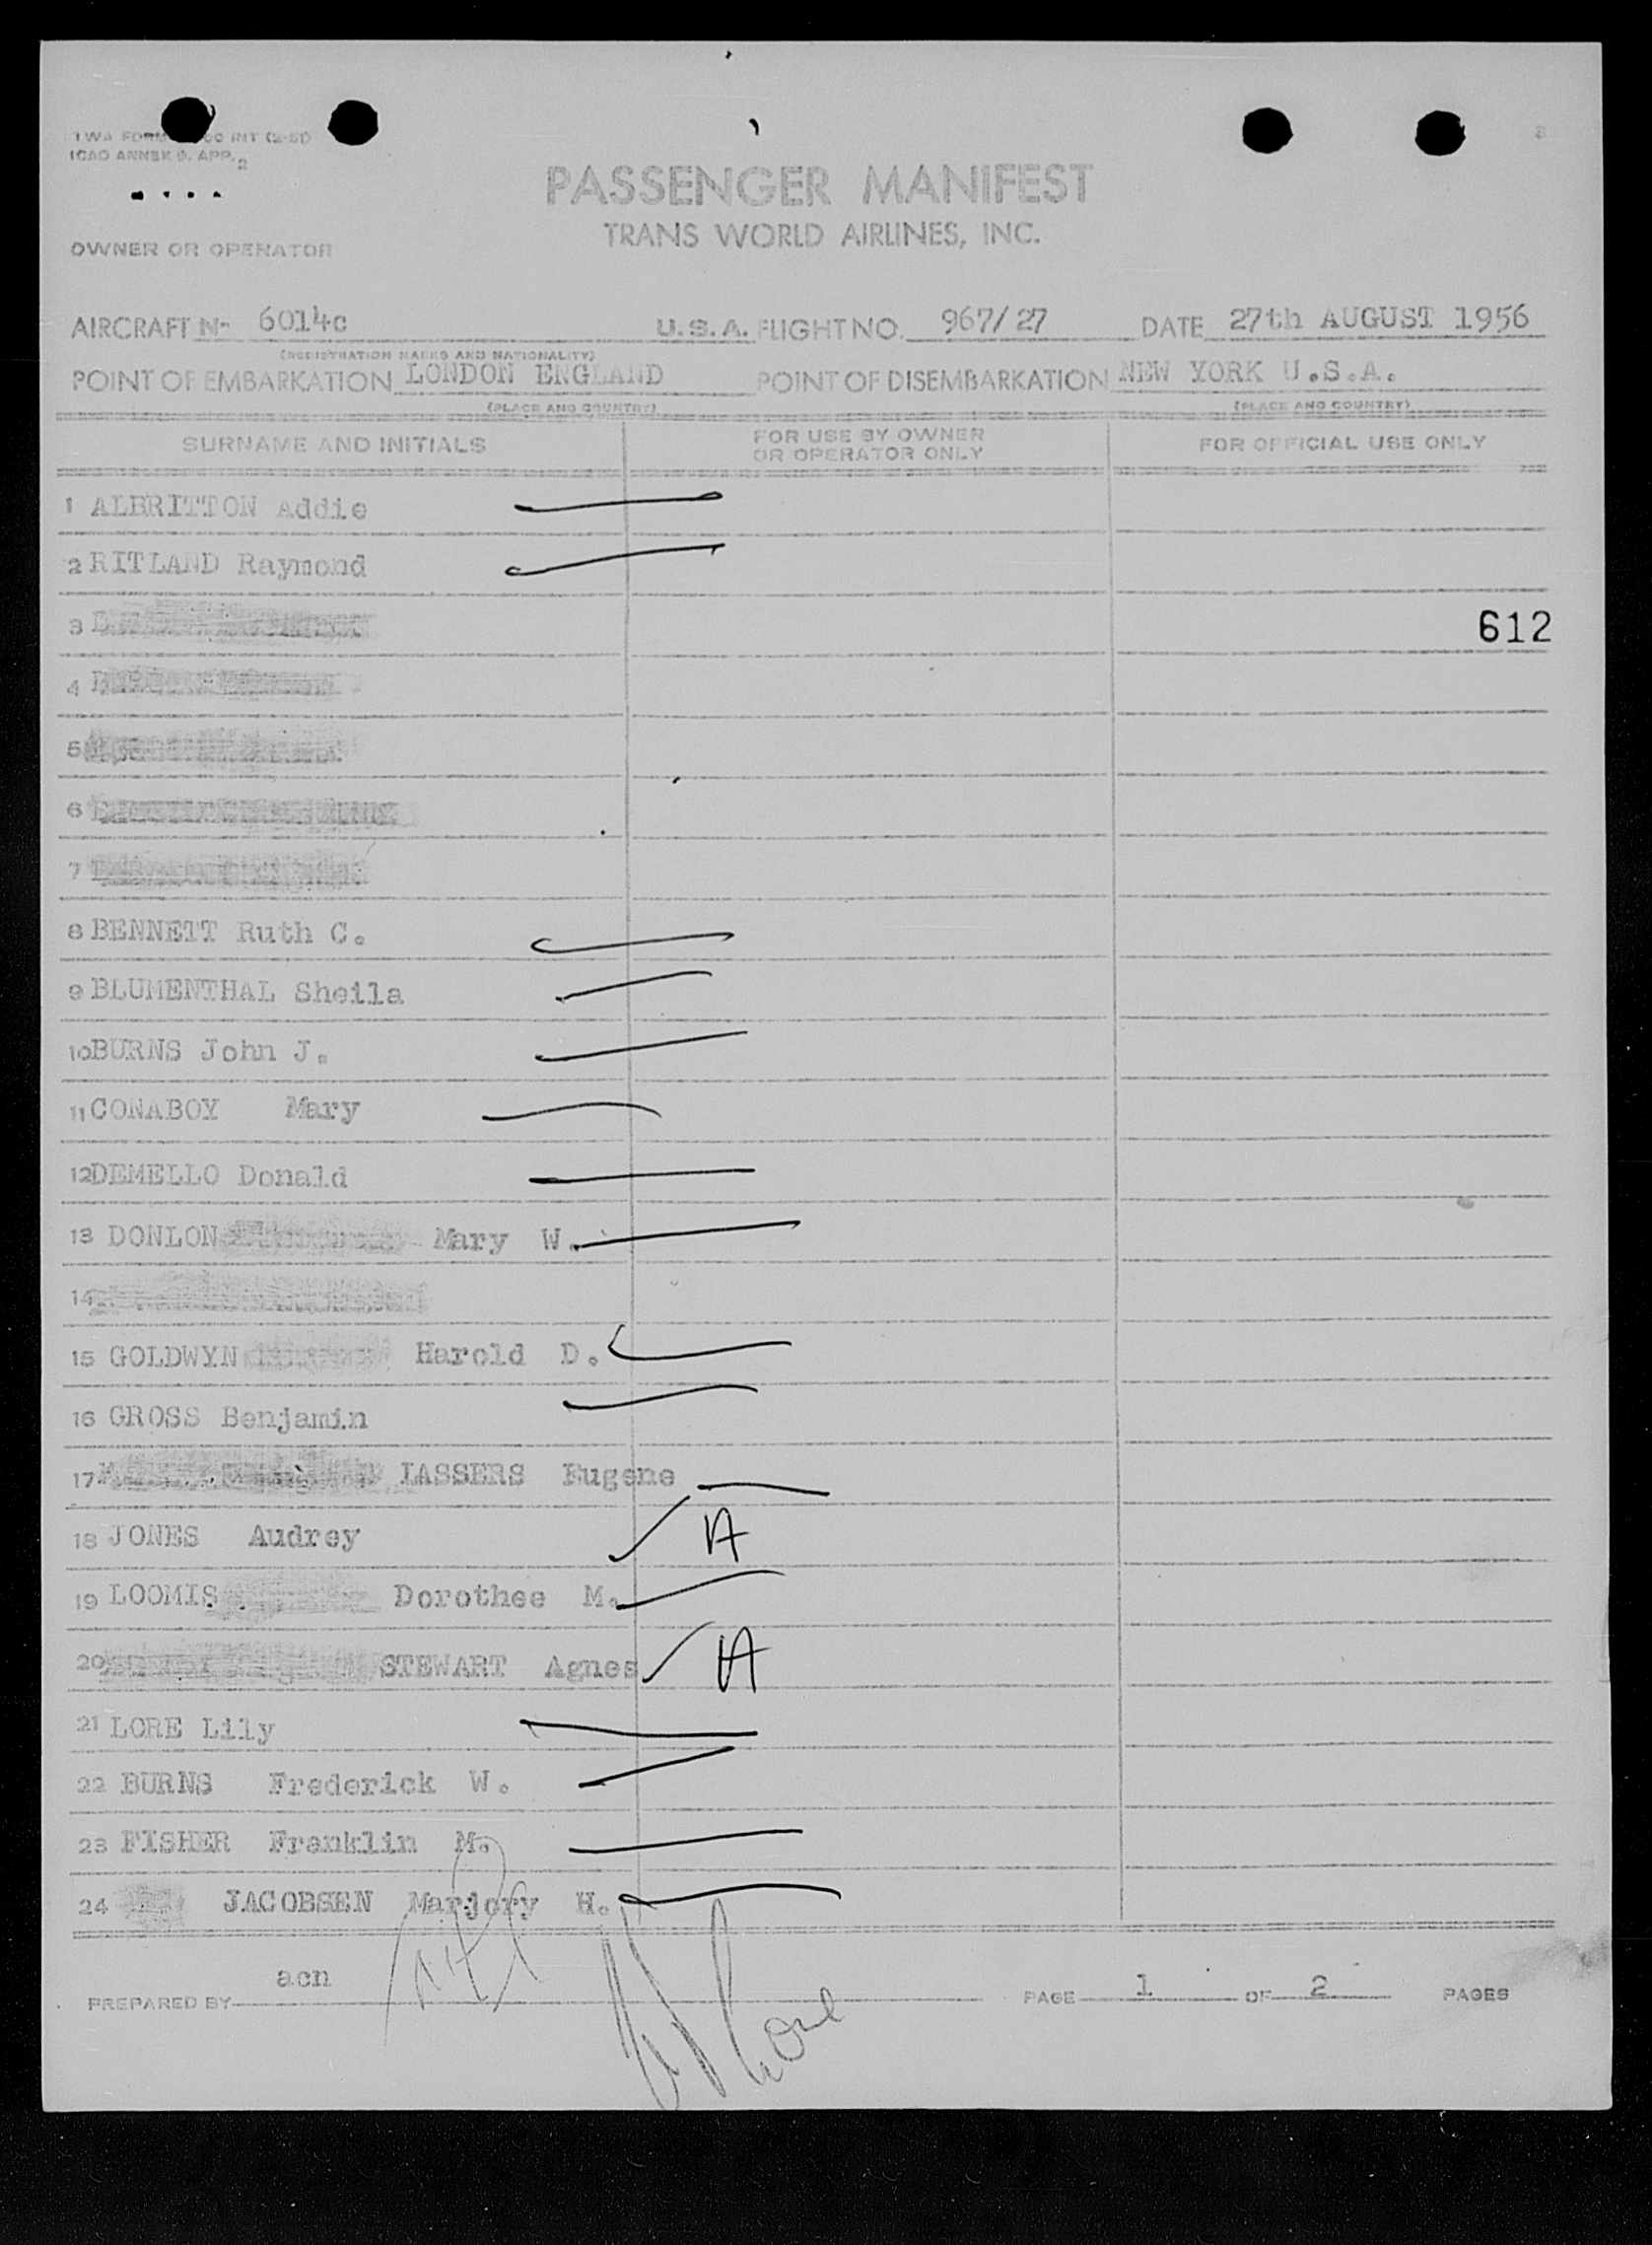 TWA FORM INT (2-51)
ICAO ANNEX 9, APP. 2
PASSENGER MANIFEST
TRANS WORLD AIRLINES, INC.
OWNER OR OPERATOR
AIRCRAFT N- 6014c U.S.A. FLIGHT NO. 967/27 DATE 27th AUGUST 1956
(REGISTRATION MARKS AND NATIONALITY)
POINT OF EMBARKATION LONDON ENGLAND POINT OF DISEMBARKATION NEW YORK U.S.A.
(PLACE AND COUNTRY) (PLACE AND COUNTRY)
SURNAME AND INITIALS FOR USE BY OWNER OR OPERATOR ONLY FOR OFFICIAL USE ONLY
1 ALBRITTON Addie
2 RITLAND Raymond
3 612
4
5
6
7
8 BENNETT Ruth C.
9 BLUMENTHAL Sheila
10 BURNS John J.
11 CONABOY Mary
12 DEMELLO Donald
13 DONLON Mary W.
14
15 GOLDWYN Harold D.
16 GROSS Benjamin
17 LASSERS Eugene
18 JONES Audrey A
19 LOOMIS Dorothee M.
20 STEWART Agnes A
21 LORE Lily
22 BURNS Frederick W.
23 FISHER Franklin M.
24 JACOBSEN Marjory H.
PREPARED BY acn PAGE 1 OF 2 PAGES